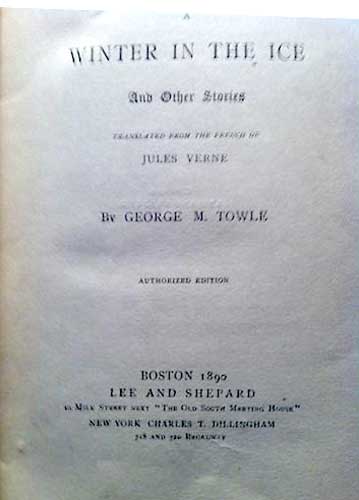 A
WINTER IN THE ICE
And Other Stories
TRANSLATED FROM THE FRENCH OF
JULES VERNE
By GEORGE M. TOWLE
AUTHORIZED EDITION
BOSTON 1890
LEE AND SHEPARD
10 MILK STREET NEXT "THE OLD SOUTH MEETING HOUSE"
NEW YORK CHARLES T. DILLINGHAM
718 AND 720 BROADWAY